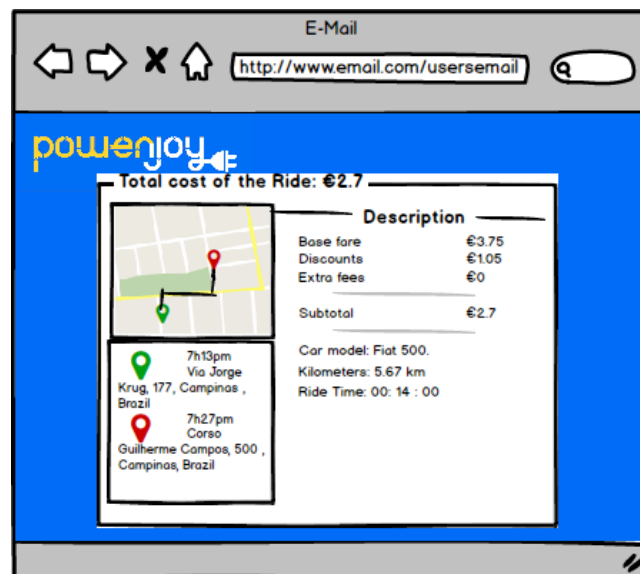 E-Mail
http://www.email.com/usersemail
powenjoy
Total cost of the Ride: €2.7
Description
Base fare €3.75
Discounts €1.05
Extra fees €0
Subtotal €2.7
Car model: Fiat 500.
Kilometers: 5.67 km
Ride Time: 00: 14 : 00
7h13pm
Via Jorge
Krug, 177, Campinas ,
Brazil
7h27pm
Corso
Guilherme Campos, 500 ,
Campinas, Brazil